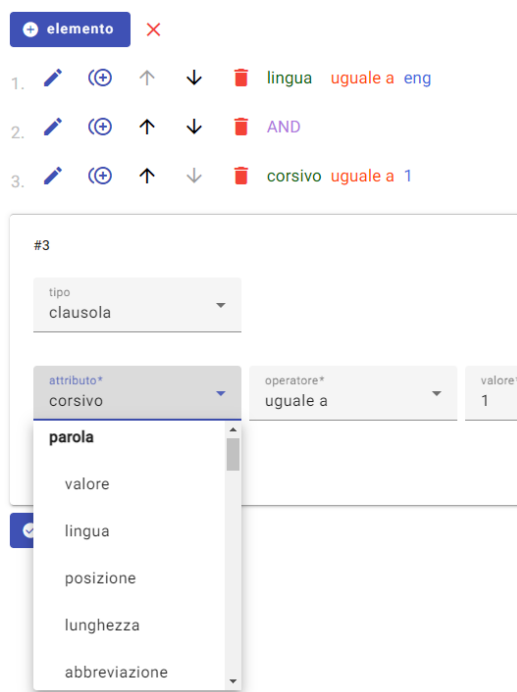 elemento
1. lingua uguale a eng
2. AND
3. corsivo uguale a 1
#3
tipo
clausola
attributo* operatore* valore*
corsivo uguale a 1
parola
valore
lingua
posizione
lunghezza
abbreviazione